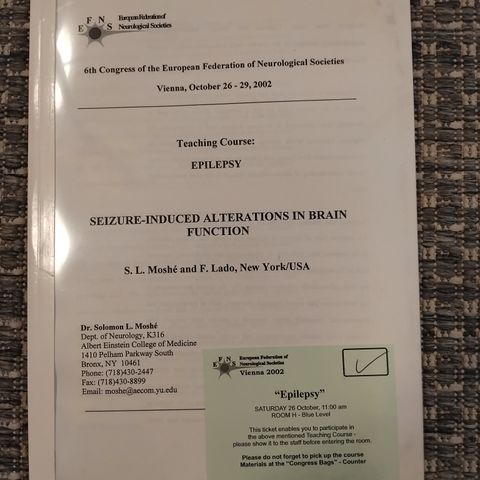 E F N S
European Federation of
Neurological Societies
6th Congress of the European Federation of Neurological Societies
Vienna, October 26 - 29, 2002
Teaching Course:
EPILEPSY
SEIZURE-INDUCED ALTERATIONS IN BRAIN
FUNCTION
S. L. Moshé and F. Lado, New York/USA
Dr. Solomon L. Moshé
Dept. of Neurology, K316
Albert Einstein College of Medicine
1410 Pelham Parkway South
Bronx, NY 10461
Phone: (718)430-2447
Fax: (718)430-8899
Email: moshe@aecom.yu.edu
E F N S
European Federation of
Neurological Societies
Vienna 2002
"Epilepsy"
SATURDAY 26 October, 11:00 am
ROOM H - Blue Level
This ticket enables you to participate in
the above mentioned Teaching Course -
please show it to the staff before entering the room.
Please do not forget to pick up the course
Materials at the "Congress Bags" - Counter